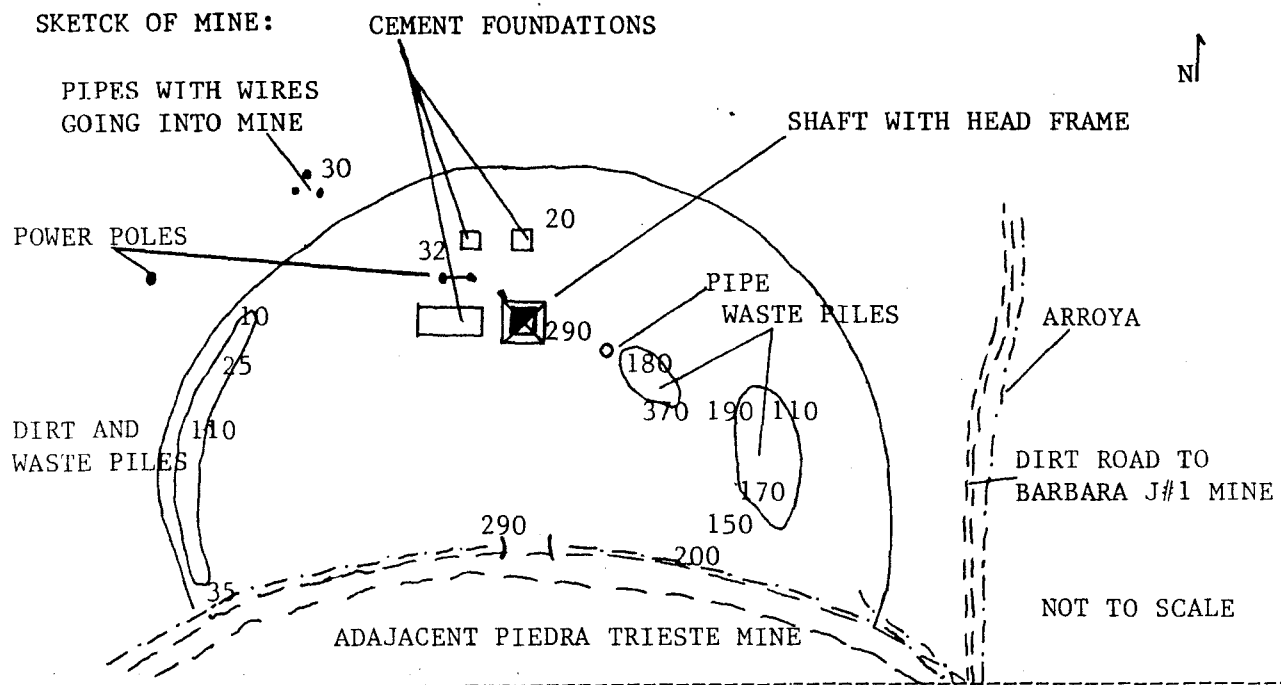 SKETCK OF MINE:
CEMENT FOUNDATIONS
N
PIPES WITH WIRES
GOING INTO MINE
SHAFT WITH HEAD FRAME
30
20
POWER POLES
32
PIPE
WASTE PILES
10
290
ARROYA
25
180
370 190 110
DIRT AND
WASTE PILES
110
DIRT ROAD TO
BARBARA J#1 MINE
170
150
290
200
35
NOT TO SCALE
ADAJACENT PIEDRA TRIESTE MINE